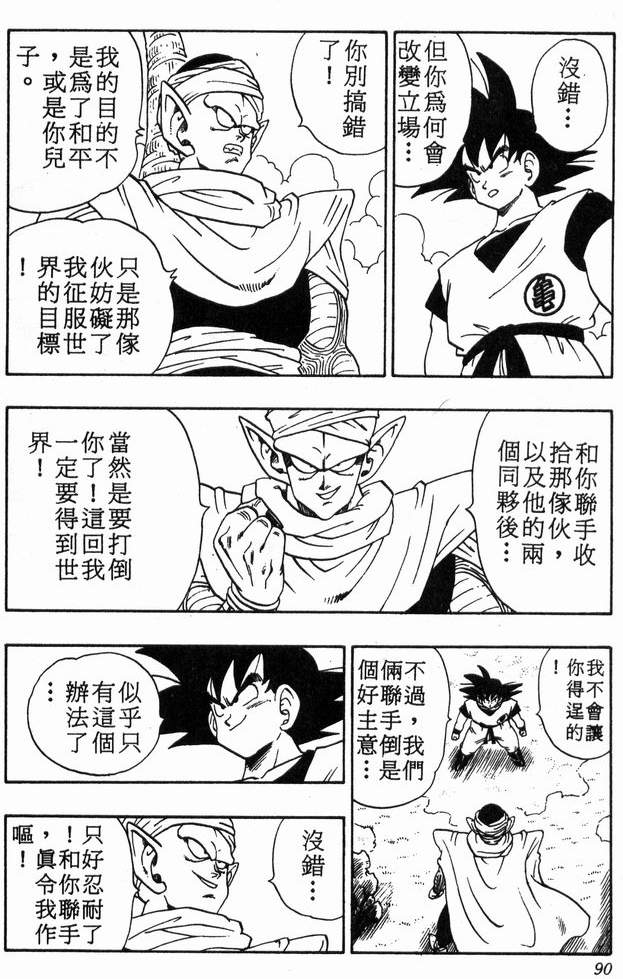 沒錯…
但你爲何會
改變立場…
亀
你別搞錯
了！
我的目的不
是爲了和平
，或是你兒
子。
只是那傢
伙妨礙了
我征服世
界的目標
！
和你聯手收
拾那傢伙，
以及他的兩
個同夥後…
當然是要打倒
你了！這回我
一定要得到世
界！
我不會讓
你得逞的
！
不過，我們
倆聯手倒是
個好主意…
似乎只
有這個
辦法了
…
沒錯…
只好忍耐了
！和你聯手
，眞令我作
嘔！
90